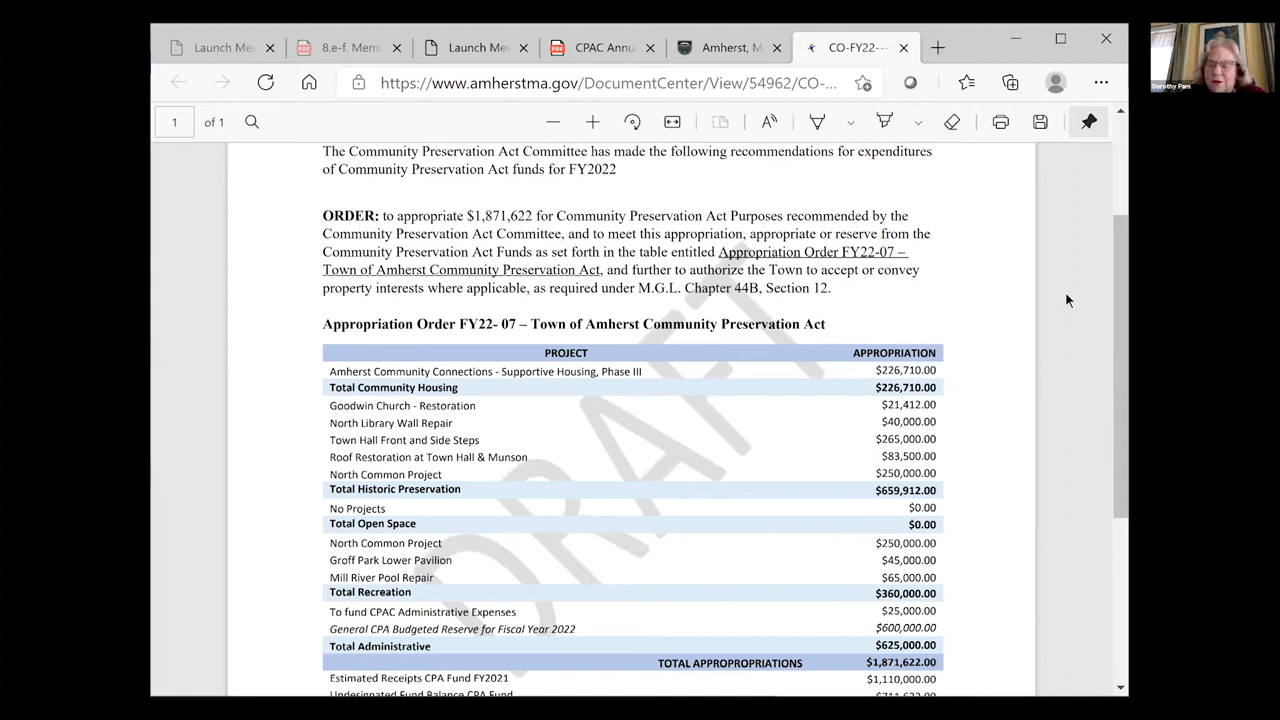 Launch Mee
8.e-f. Memo
Launch Mee
CPAC Annu
Amherst, M
CO-FY22---
https://www.amherstma.gov/DocumentCenter/View/54962/CO-...
Dorothy Pam
1 of 1
The Community Preservation Act Committee has made the following recommendations for expenditures
of Community Preservation Act funds for FY2022
ORDER: to appropriate $1,871,622 for Community Preservation Act Purposes recommended by the
Community Preservation Act Committee, and to meet this appropriation, appropriate or reserve from the
Community Preservation Act Funds as set forth in the table entitled Appropriation Order FY22-07 –
Town of Amherst Community Preservation Act, and further to authorize the Town to accept or convey
property interests where applicable, as required under M.G.L. Chapter 44B, Section 12.
Appropriation Order FY22- 07 – Town of Amherst Community Preservation Act
PROJECT APPROPRIATION
Amherst Community Connections - Supportive Housing, Phase III $226,710.00
Total Community Housing $226,710.00
Goodwin Church - Restoration $21,412.00
North Library Wall Repair $40,000.00
Town Hall Front and Side Steps $265,000.00
Roof Restoration at Town Hall & Munson $83,500.00
North Common Project $250,000.00
Total Historic Preservation $659,912.00
No Projects $0.00
Total Open Space $0.00
North Common Project $250,000.00
Groff Park Lower Pavilion $45,000.00
Mill River Pool Repair $65,000.00
Total Recreation $360,000.00
To fund CPAC Administrative Expenses $25,000.00
General CPA Budgeted Reserve for Fiscal Year 2022 $600,000.00
Total Administrative $625,000.00
TOTAL APPROPROPRIATIONS $1,871,622.00
Estimated Receipts CPA Fund FY2021 $1,110,000.00
Undesignated Fund Balance CPA Fund $711,622.00
DRAFT